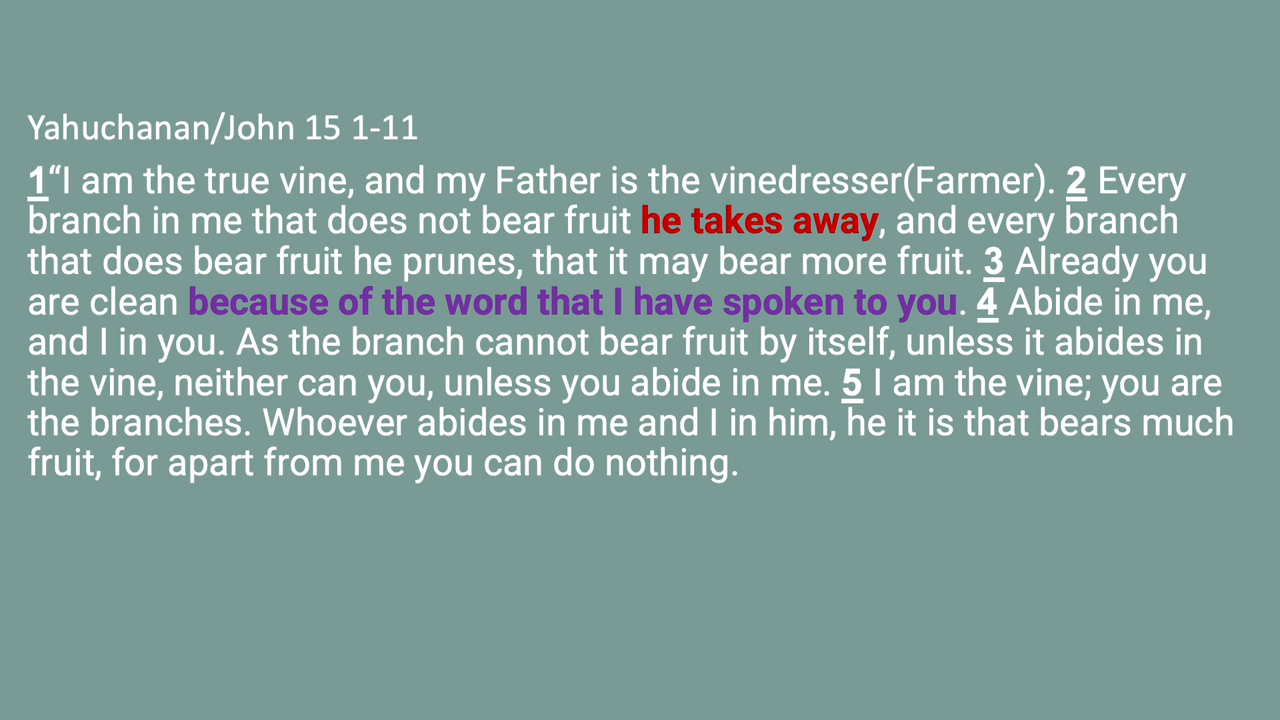 Yahuchanan/John 15 1-11
1“I am the true vine, and my Father is the vinedresser(Farmer). 2 Every
branch in me that does not bear fruit he takes away, and every branch
that does bear fruit he prunes, that it may bear more fruit. 3 Already you
are clean because of the word that I have spoken to you. 4 Abide in me,
and I in you. As the branch cannot bear fruit by itself, unless it abides in
the vine, neither can you, unless you abide in me. 5 I am the vine; you are
the branches. Whoever abides in me and I in him, he it is that bears much
fruit, for apart from me you can do nothing.